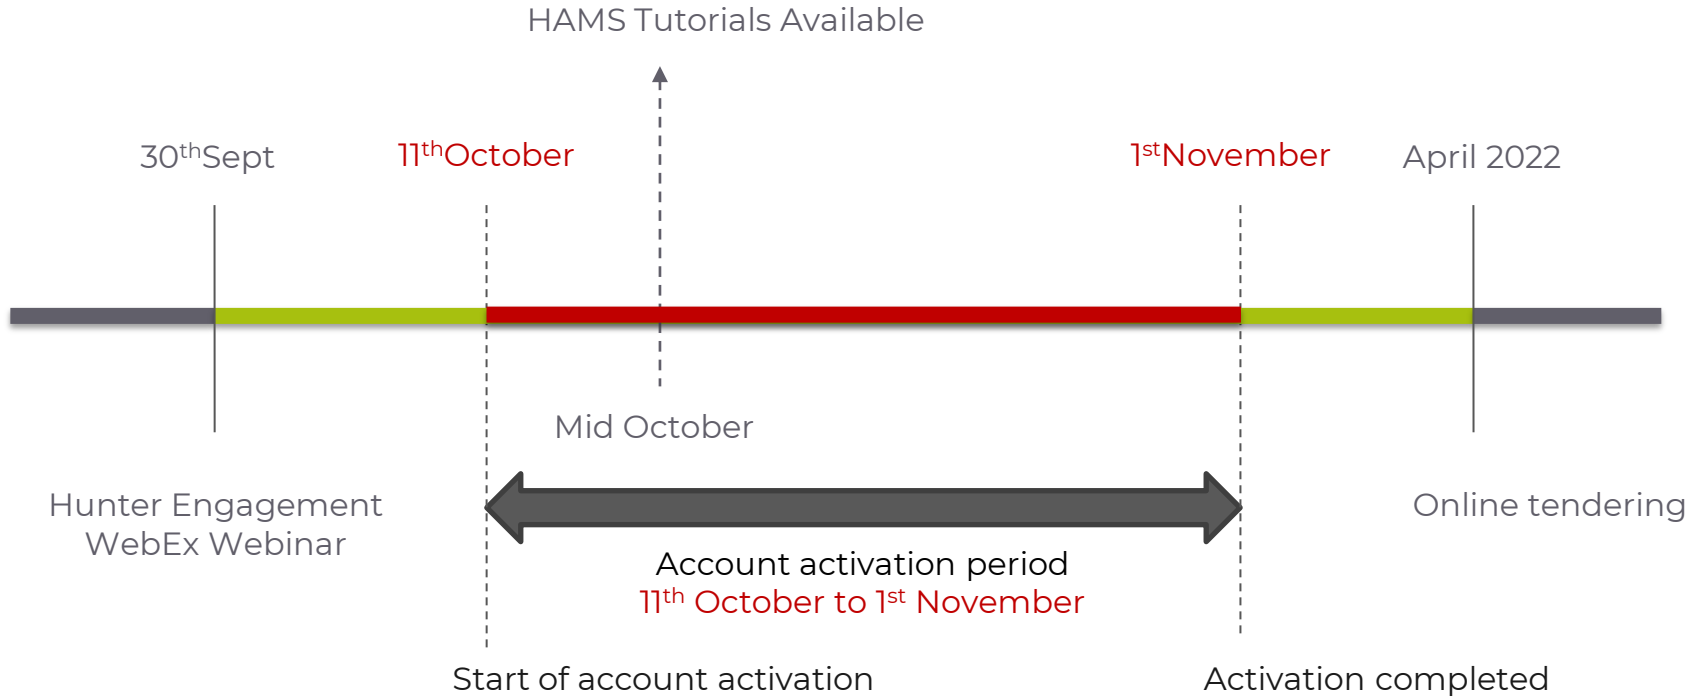 HAMS Tutorials Available
30thSept
11thOctober
1stNovember
April 2022
Mid October
Hunter Engagement
WebEx Webinar
Online tendering
Account activation period
11th October to 1st November
Start of account activation
Activation completed